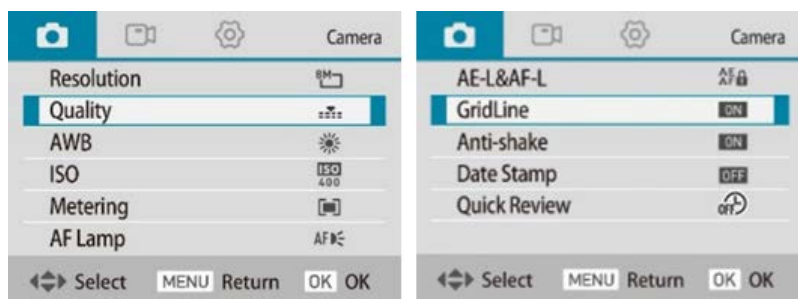 Camera
Resolution 8M
Quality
AWB
ISO ISO 400
Metering
AF Lamp AF
Select MENU Return OK OK
Camera
AE-L&AF-L AE/AF
GridLine ON
Anti-shake ON
Date Stamp OFF
Quick Review OFF
Select MENU Return OK OK